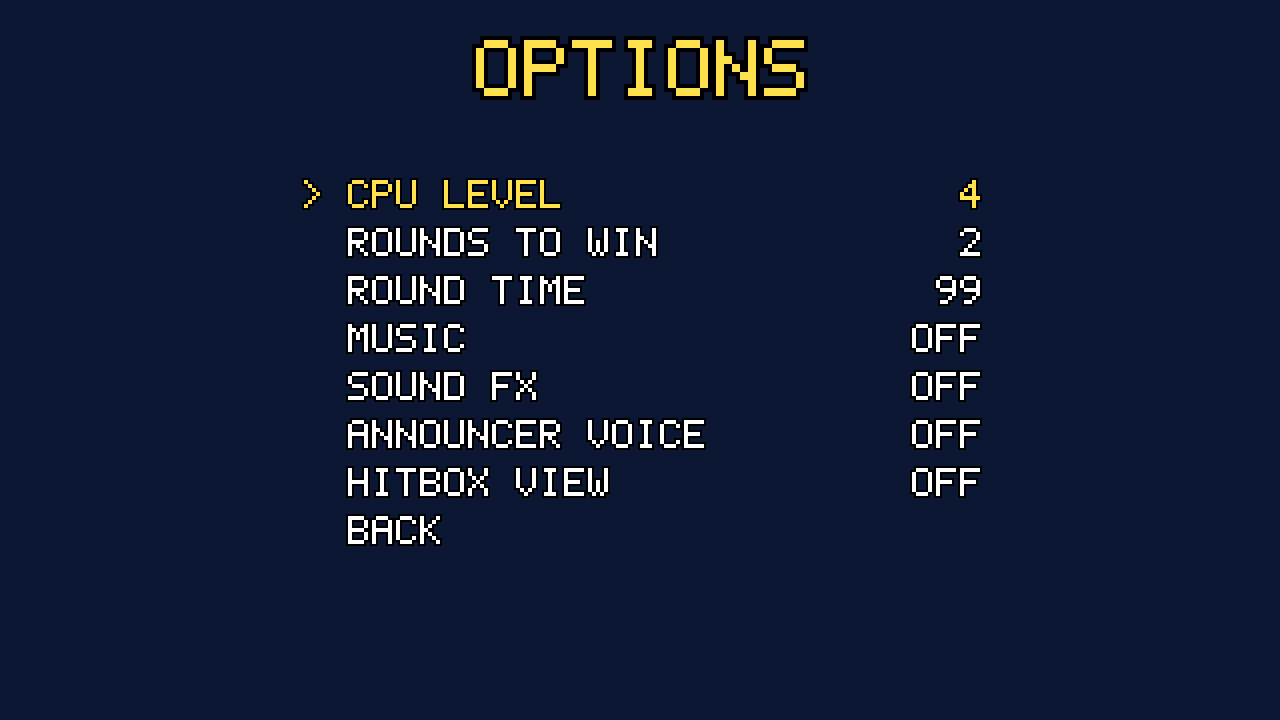 OPTIONS
> CPU LEVEL 4
ROUNDS TO WIN 2
ROUND TIME 99
MUSIC OFF
SOUND FX OFF
ANNOUNCER VOICE OFF
HITBOX VIEW OFF
BACK